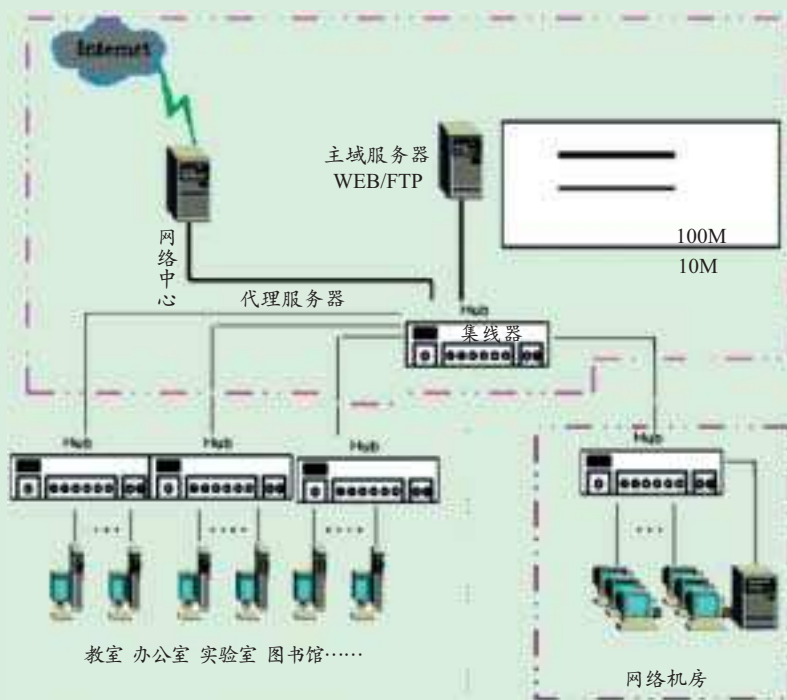 Internet
主域服务器
WEB/FTP
100M
10M
网络中心
代理服务器
Hub
集线器
Hub
Hub
Hub
Hub
教室 办公室 实验室 图书馆……
网络机房